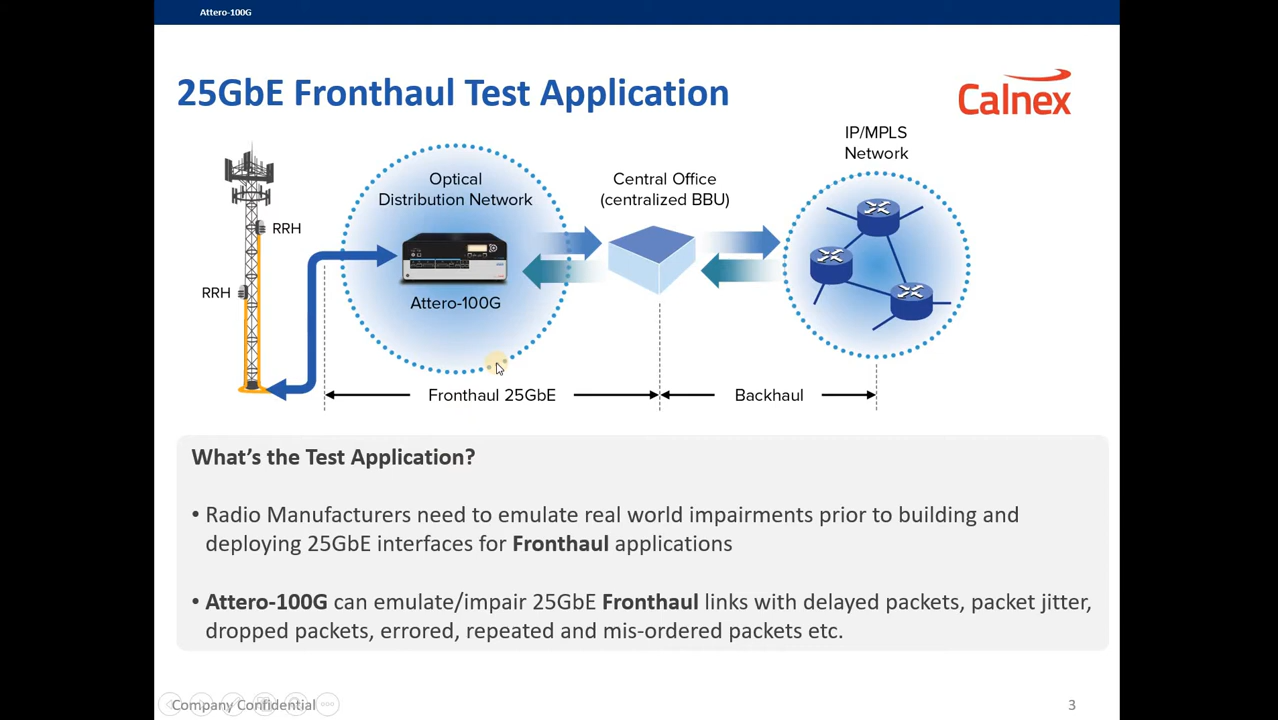 Attero-100G
25GbE Fronthaul Test Application
Calnex
IP/MPLS
Network
Optical
Distribution Network
Central Office
(centralized BBU)
RRH
RRH
Attero-100G
Fronthaul 25GbE
Backhaul
What's the Test Application?
• Radio Manufacturers need to emulate real world impairments prior to building and
deploying 25GbE interfaces for Fronthaul applications
• Attero-100G can emulate/impair 25GbE Fronthaul links with delayed packets, packet jitter,
dropped packets, errored, repeated and mis-ordered packets etc.
Company Confidential
3